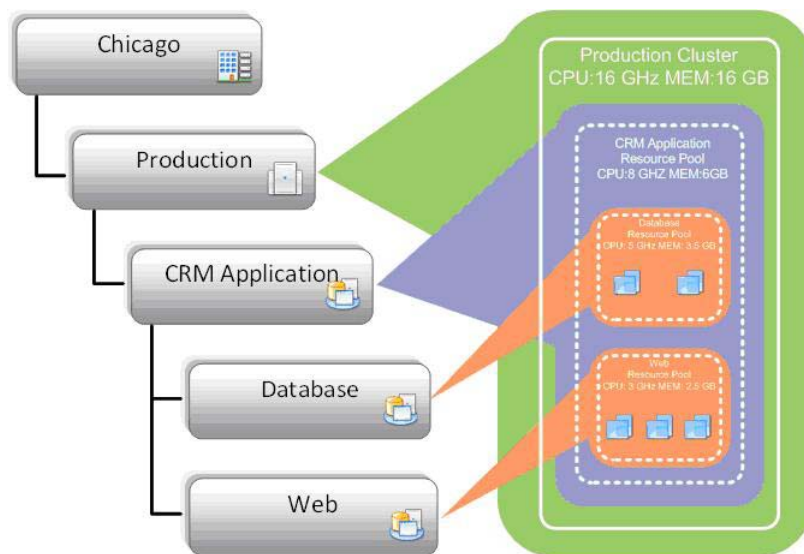 Chicago
Production
CRM Application
Database
Web
Production Cluster
CPU:16 GHz MEM:16 GB
CRM Application
Resource Pool
CPU:8 GHZ MEM:6GB
Database
Resource Pool
CPU: 5 GHz MEM: 3.5 GB
Web
Resource Pool
CPU: 3 GHz MEM: 2.5 GB